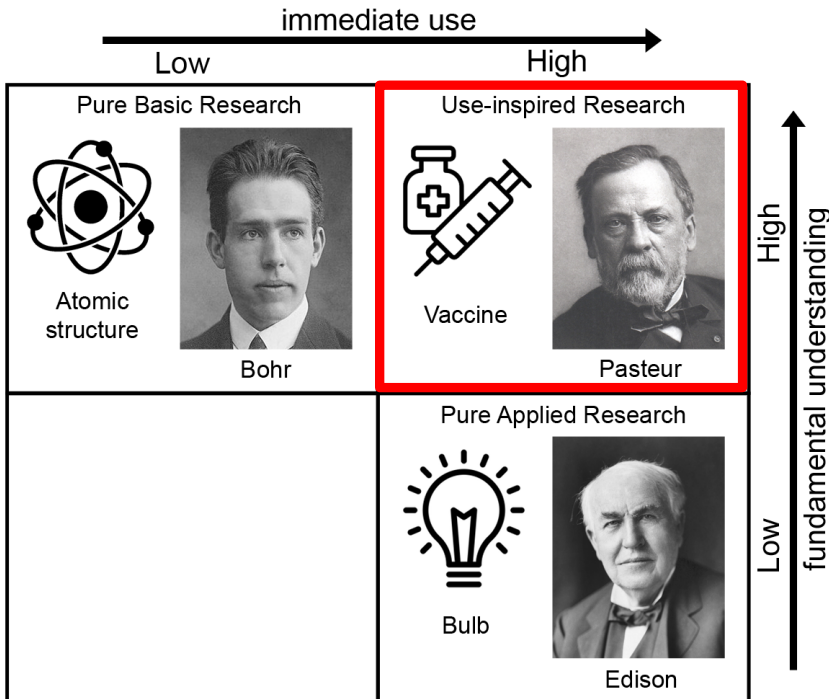 immediate use
Low
High
Pure Basic Research
Atomic
structure
Bohr
Use-inspired Research
Vaccine
Pasteur
Pure Applied Research
Bulb
Edison
High
Low
fundamental understanding